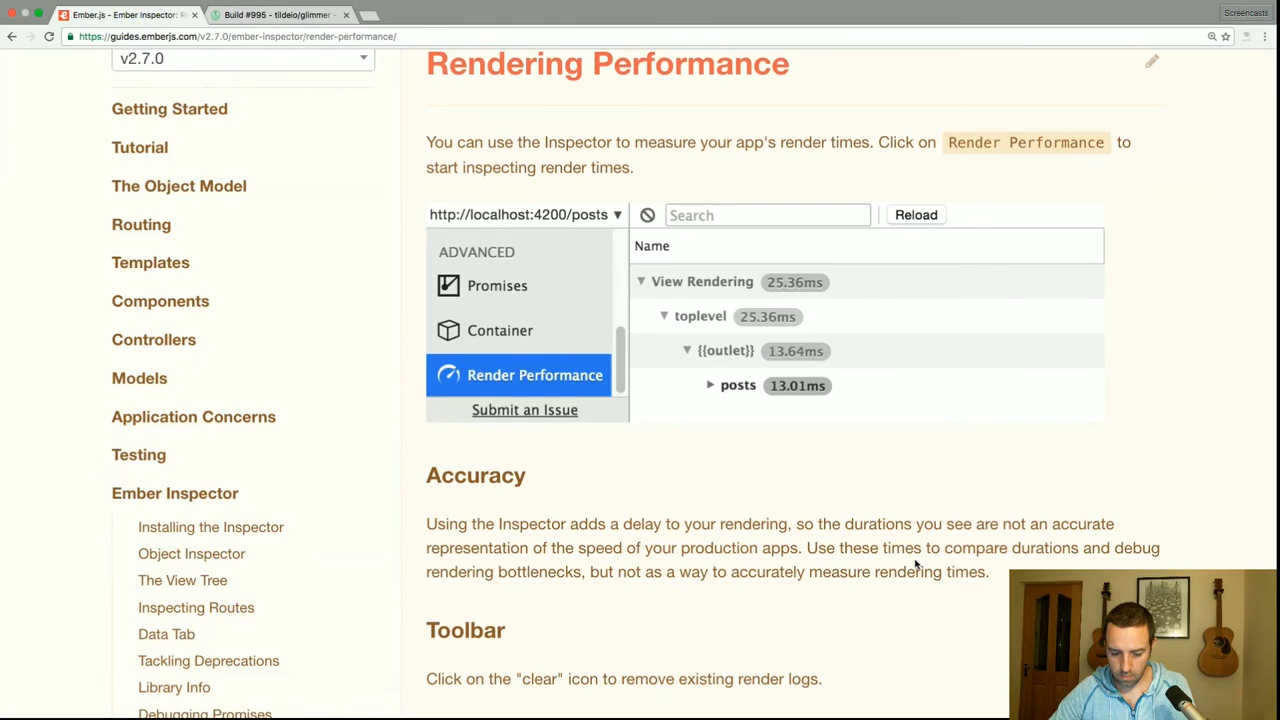 Ember.js - Ember Inspector: Re
Build #995 - tildeio/glimmer -
Screencasts
https://guides.emberjs.com/v2.7.0/ember-inspector/render-performance/
v2.7.0
Getting Started
Tutorial
The Object Model
Routing
Templates
Components
Controllers
Models
Application Concerns
Testing
Ember Inspector
Installing the Inspector
Object Inspector
The View Tree
Inspecting Routes
Data Tab
Tackling Deprecations
Library Info
Debugging Promises
Rendering Performance
You can use the Inspector to measure your app's render times. Click on Render Performance to
start inspecting render times.
http://localhost:4200/posts ▼
Search
Reload
ADVANCED
Promises
Container
Render Performance
Submit an Issue
Name
View Rendering 25.36ms
toplevel 25.36ms
{{outlet}} 13.64ms
posts 13.01ms
Accuracy
Using the Inspector adds a delay to your rendering, so the durations you see are not an accurate
representation of the speed of your production apps. Use these times to compare durations and debug
rendering bottlenecks, but not as a way to accurately measure rendering times.
Toolbar
Click on the "clear" icon to remove existing render logs.